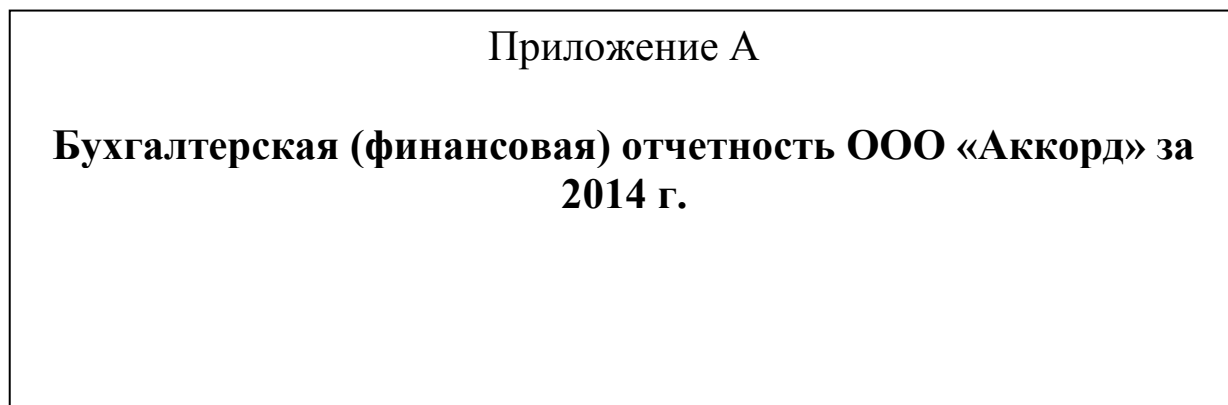 Приложение А
Бухгалтерская (финансовая) отчетность ООО «Аккорд» за
2014 г.